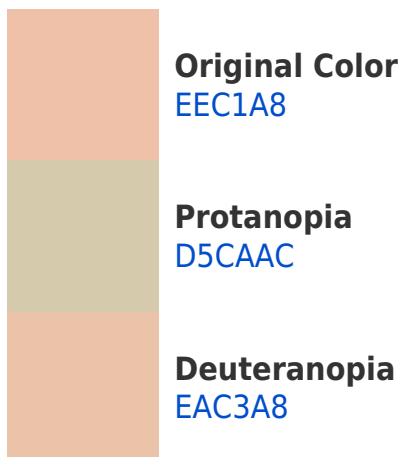 Original Color
EEC1A8
Protanopia
D5CAAC
Deuteranopia
EAC3A8